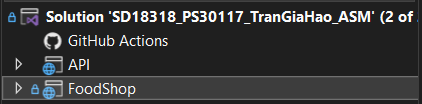 Solution 'SD18318_PS30117_TranGiaHao_ASM' (2 of
GitHub Actions
API
FoodShop